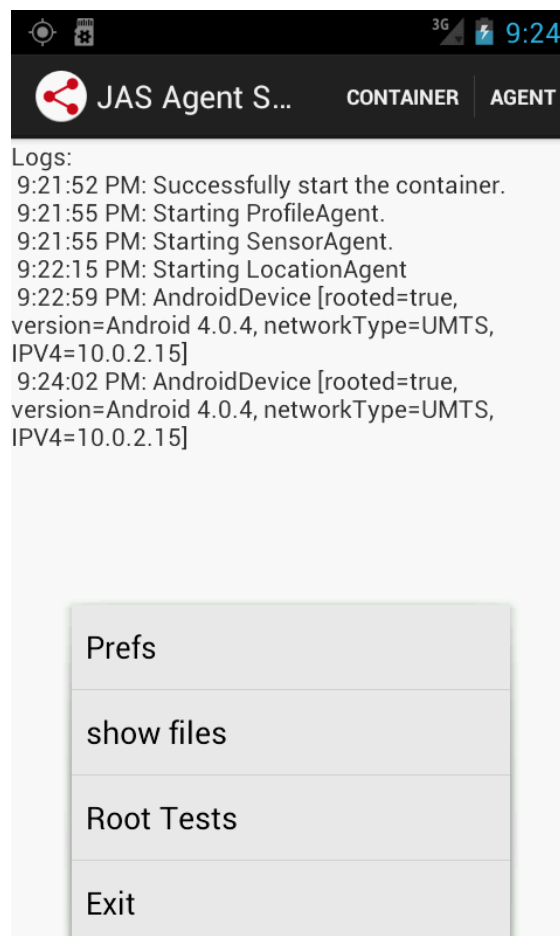 3G 9:24
JAS Agent S... CONTAINER AGENT
Logs:
9:21:52 PM: Successfully start the container.
9:21:55 PM: Starting ProfileAgent.
9:21:55 PM: Starting SensorAgent.
9:22:15 PM: Starting LocationAgent
9:22:59 PM: AndroidDevice [rooted=true,
version=Android 4.0.4, networkType=UMTS,
IPV4=10.0.2.15]
9:24:02 PM: AndroidDevice [rooted=true,
version=Android 4.0.4, networkType=UMTS,
IPV4=10.0.2.15]
Prefs
show files
Root Tests
Exit